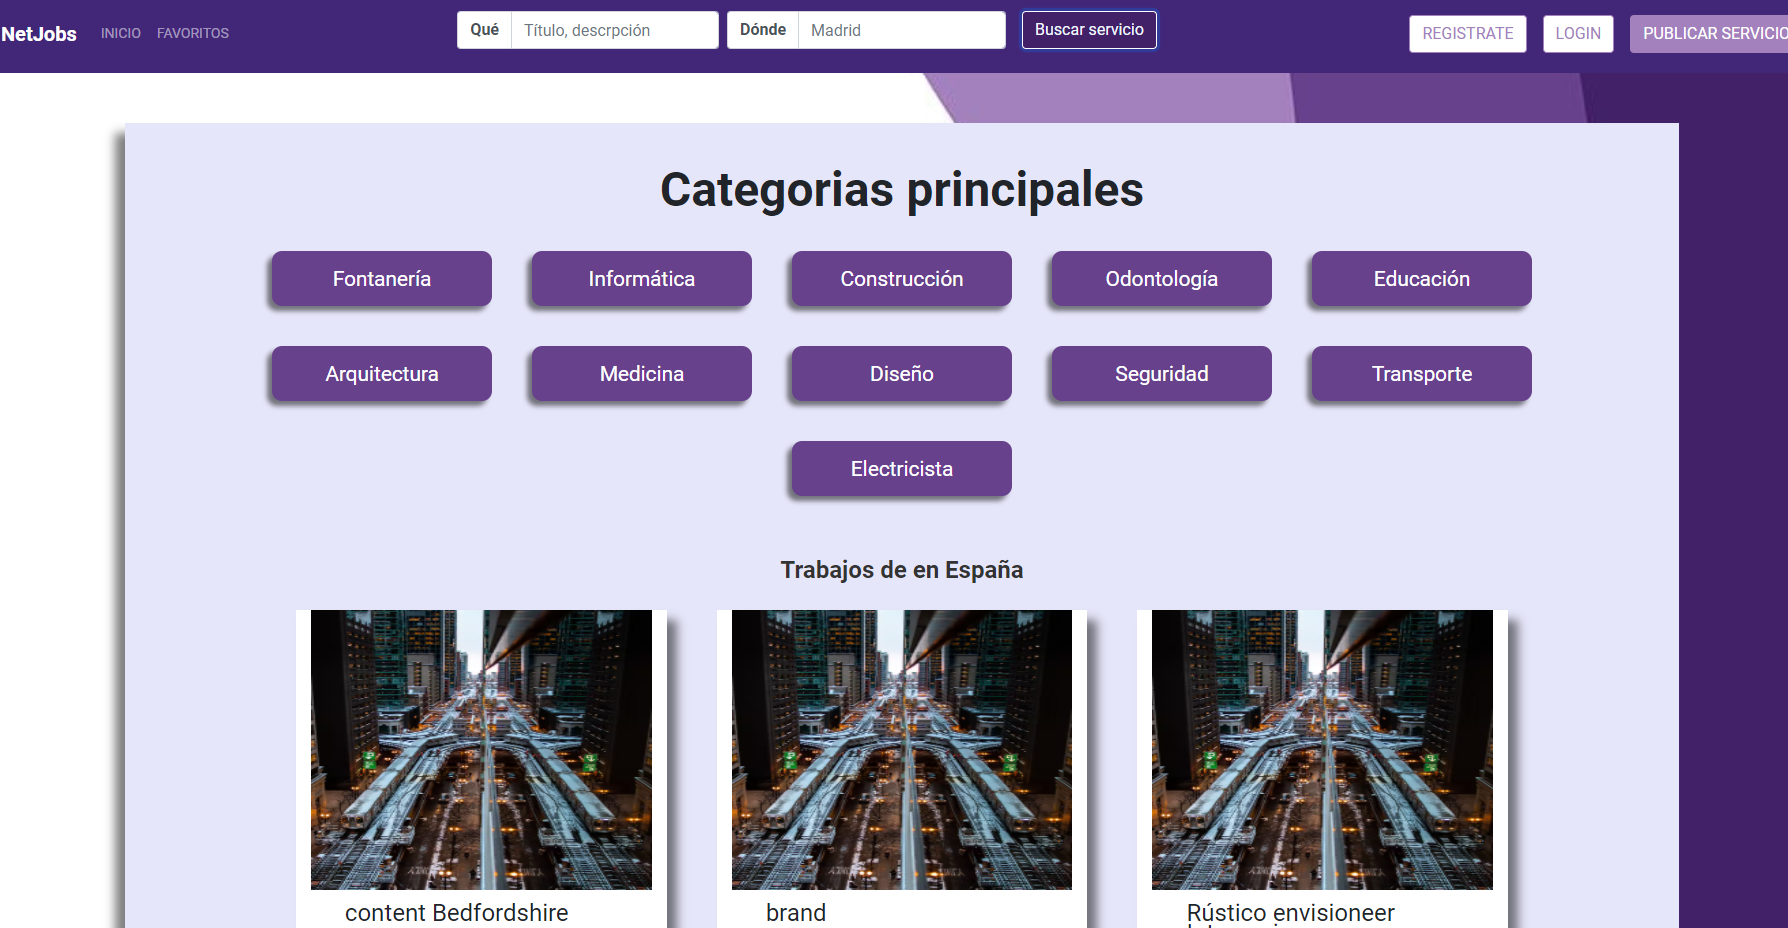 NetJobs INICIO FAVORITOS Qué Título, descrpción Dónde Madrid Buscar servicio REGISTRATE LOGIN PUBLICAR SERVICIO
Categorias principales
Fontanería Informática Construcción Odontología Educación
Arquitectura Medicina Diseño Seguridad Transporte
Electricista
Trabajos de en España
content Bedfordshire brand Rústico envisioneer